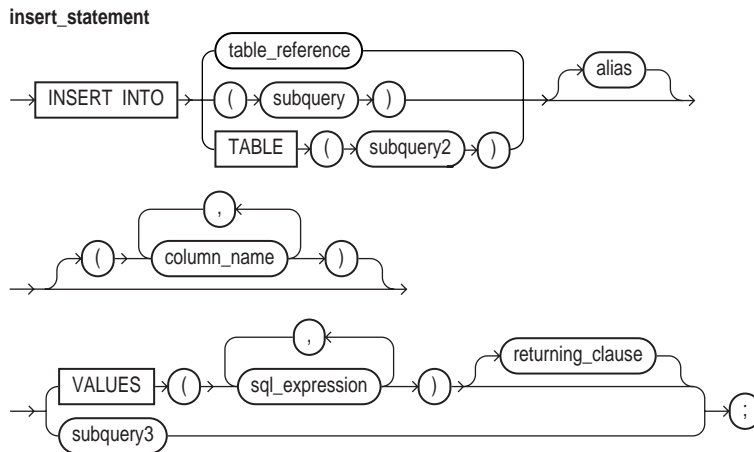 insert_statement
table_reference
INSERT INTO ( subquery ) alias
TABLE ( subquery2 )
,
( column_name )
,
returning_clause
VALUES ( sql_expression )
subquery3 ;